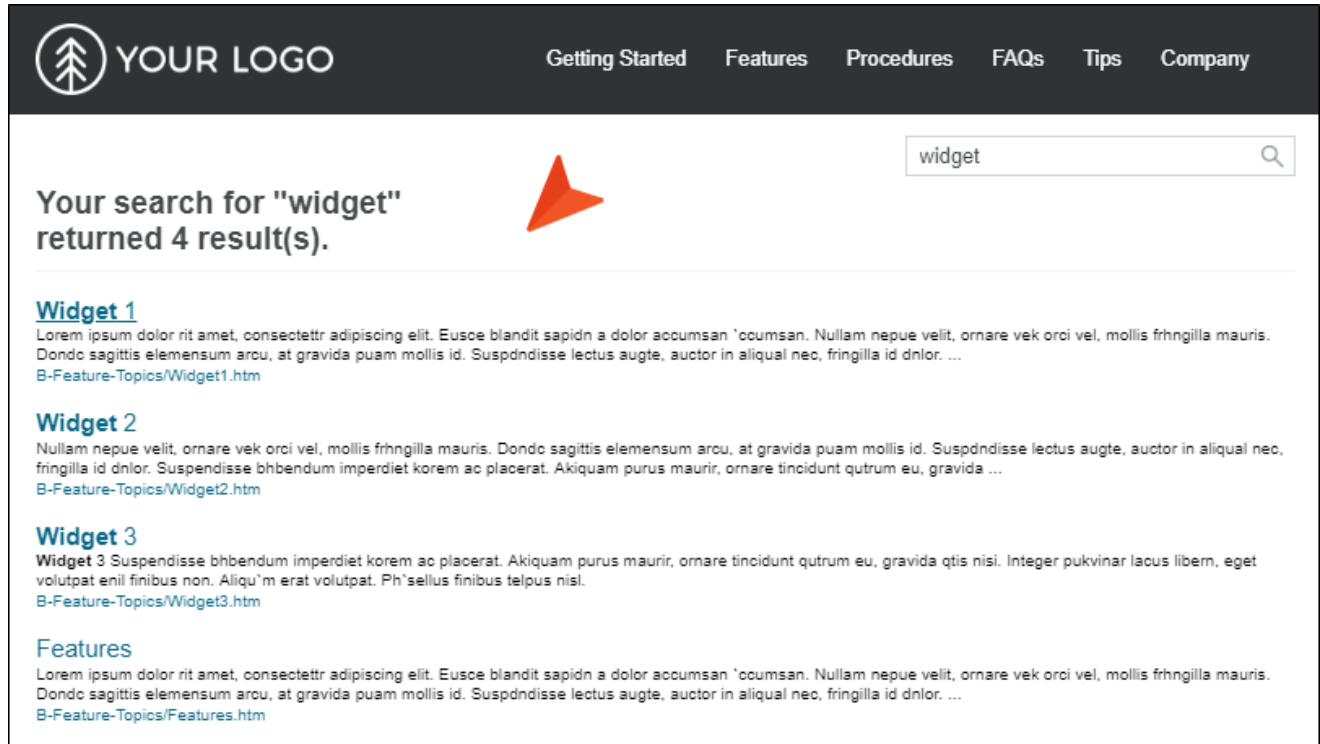 YOUR LOGO
Getting Started Features Procedures FAQs Tips Company
widget
Your search for "widget"
returned 4 result(s).
Widget 1
Lorem ipsum dolor rit amet, consectettr adipiscing elit. Eusce blandit sapidn a dolor accumsan `ccumsan. Nullam nepue velit, ornare vek orci vel, mollis frhngilla mauris.
Dondc sagittis elemensum arcu, at gravida puam mollis id. Suspdndisse lectus augte, auctor in aliqual nec, fringilla id dnlor. ...
B-Feature-Topics/Widget1.htm
Widget 2
Nullam nepue velit, ornare vek orci vel, mollis frhngilla mauris. Dondc sagittis elemensum arcu, at gravida puam mollis id. Suspdndisse lectus augte, auctor in aliqual nec,
fringilla id dnlor. Suspendisse bhbendum imperdiet korem ac placerat. Akiquam purus maurir, ornare tincidunt qutrum eu, gravida ...
B-Feature-Topics/Widget2.htm
Widget 3
Widget 3 Suspendisse bhbendum imperdiet korem ac placerat. Akiquam purus maurir, ornare tincidunt qutrum eu, gravida qtis nisi. Integer pukvinar lacus libern, eget
volutpat enil finibus non. Aliqu`m erat volutpat. Ph`sellus finibus telpus nisl.
B-Feature-Topics/Widget3.htm
Features
Lorem ipsum dolor rit amet, consectettr adipiscing elit. Eusce blandit sapidn a dolor accumsan `ccumsan. Nullam nepue velit, ornare vek orci vel, mollis frhngilla mauris.
Dondc sagittis elemensum arcu, at gravida puam mollis id. Suspdndisse lectus augte, auctor in aliqual nec, fringilla id dnlor. ...
B-Feature-Topics/Features.htm